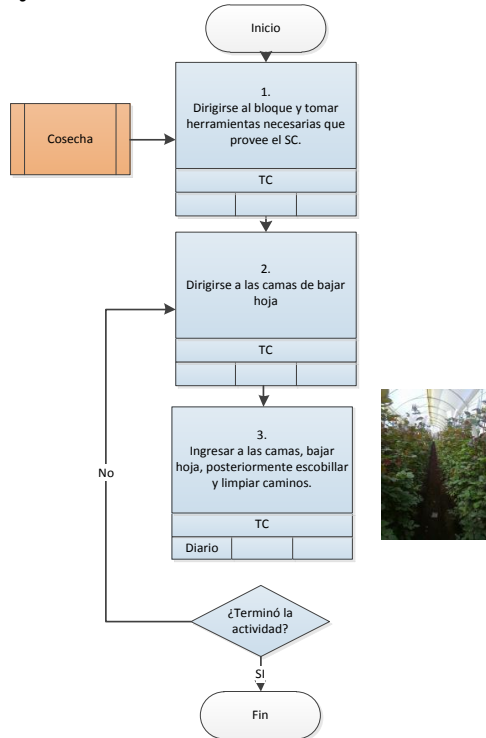 Inicio
1.
Dirigirse al bloque y tomar
herramientas necesarias que
provee el SC.
Cosecha
TC
2.
Dirigirse a las camas de bajar
hoja
TC
3.
Ingresar a las camas, bajar
hoja, posteriormente escobillar
y limpiar caminos.
No
TC
Diario
¿Terminó la
actividad?
SI
Fin